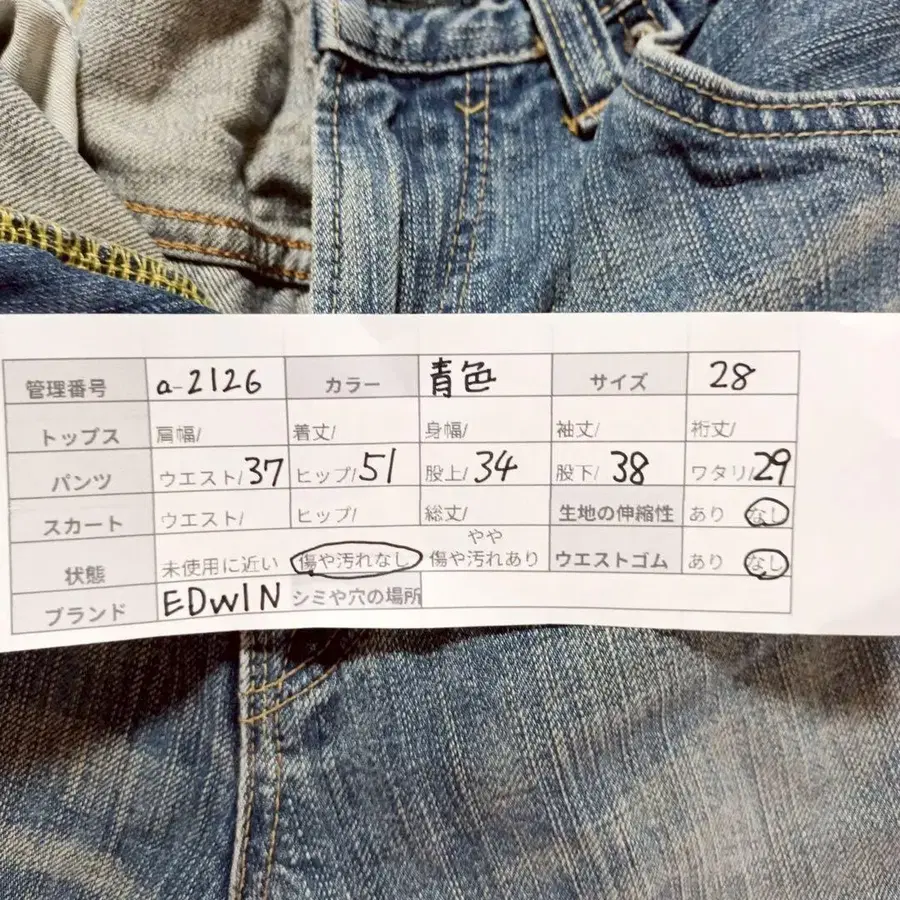 管理番号 a-2126 カラー 青色 サイズ 28
トップス 肩幅/ 着丈/ 身幅/ 袖丈/ 裄丈/
パンツ ウエスト/37 ヒップ/51 股上/34 股下/38 ワタリ/29
スカート ウエスト/ ヒップ/ 総丈/ 生地の伸縮性 あり なし
状態 未使用に近い 傷や汚れなし やや傷や汚れあり ウエストゴム あり なし
ブランド EDWIN シミや穴の場所